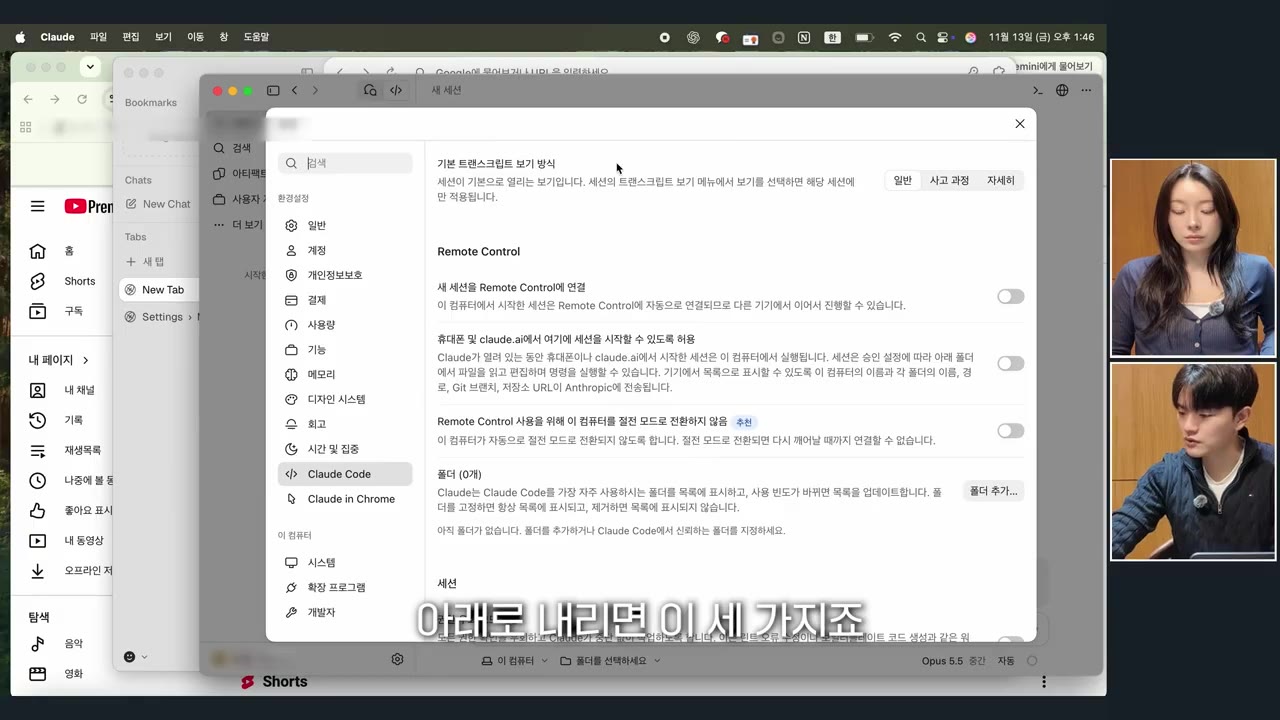 Claude 파일 편집 보기 이동 창 도움말
한
11월 13일 (금) 오후 1:46
Google에 물어보거나 URL을 입력하세요
emini에게 물어보기
Bookmarks
Chats
New Chat
Tabs
새 탭
New Tab
Settings
Prem
홈
Shorts
구독
내 페이지
내 채널
기록
재생목록
나중에 볼 동
좋아요 표시
내 동영상
오프라인 저
탐색
음악
영화
Shorts
새 세션
검색
아티팩트
사용자
더 보기
검색
환경설정
일반
계정
개인정보보호
결제
사용량
기능
메모리
디자인 시스템
회고
시간 및 집중
Claude Code
Claude in Chrome
이 컴퓨터
시스템
확장 프로그램
개발자
기본 트랜스크립트 보기 방식
세션이 기본으로 열리는 보기입니다. 세션의 트랜스크립트 보기 메뉴에서 보기를 선택하면 해당 세션에
만 적용됩니다.
일반 사고 과정 자세히
Remote Control
새 세션을 Remote Control에 연결
이 컴퓨터에서 시작한 세션은 Remote Control에 자동으로 연결되므로 다른 기기에서 이어서 진행할 수 있습니다.
휴대폰 및 claude.ai에서 여기에 세션을 시작할 수 있도록 허용
Claude가 열려 있는 동안 휴대폰이나 claude.ai에서 시작한 세션은 이 컴퓨터에서 실행됩니다. 세션은 승인 설정에 따라 아래 폴더
에서 파일을 읽고 편집하며 명령을 실행할 수 있습니다. 기기에서 목록으로 표시할 수 있도록 이 컴퓨터의 이름과 각 폴더의 이름, 경
로, Git 브랜치, 저장소 URL이 Anthropic에 전송됩니다.
Remote Control 사용을 위해 이 컴퓨터를 절전 모드로 전환하지 않음 추천
이 컴퓨터가 자동으로 절전 모드로 전환되지 않도록 합니다. 절전 모드로 전환되면 다시 깨어날 때까지 연결할 수 없습니다.
폴더 (0개)
Claude는 Claude Code를 가장 자주 사용하시는 폴더를 목록에 표시하고, 사용 빈도가 바뀌면 목록을 업데이트합니다. 폴
더를 고정하면 항상 목록에 표시되고, 제거하면 목록에 표시되지 않습니다.
아직 폴더가 없습니다. 폴더를 추가하거나 Claude Code에서 신뢰하는 폴더를 지정하세요.
폴더 추가...
세션
아래로 내리면 이 세 가지죠
이 컴퓨터 폴더를 선택하세요
Opus 5.5 중간 자동